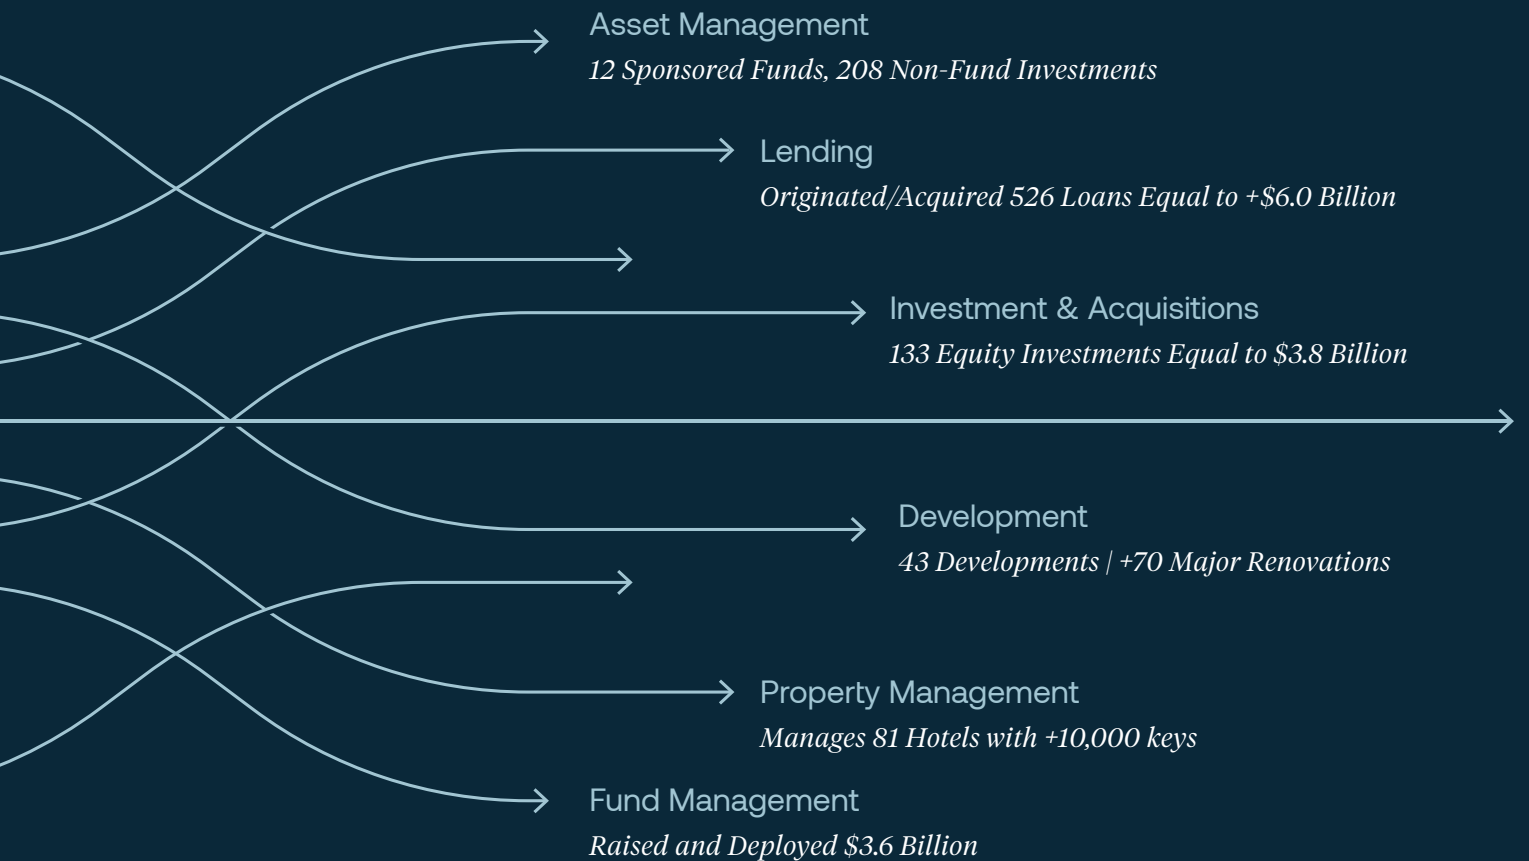 Asset Management
12 Sponsored Funds, 208 Non-Fund Investments
Lending
Originated/Acquired 526 Loans Equal to +$6.0 Billion
Investment & Acquisitions
133 Equity Investments Equal to $3.8 Billion
Development
43 Developments | +70 Major Renovations
Property Management
Manages 81 Hotels with +10,000 keys
Fund Management
Raised and Deployed $3.6 Billion